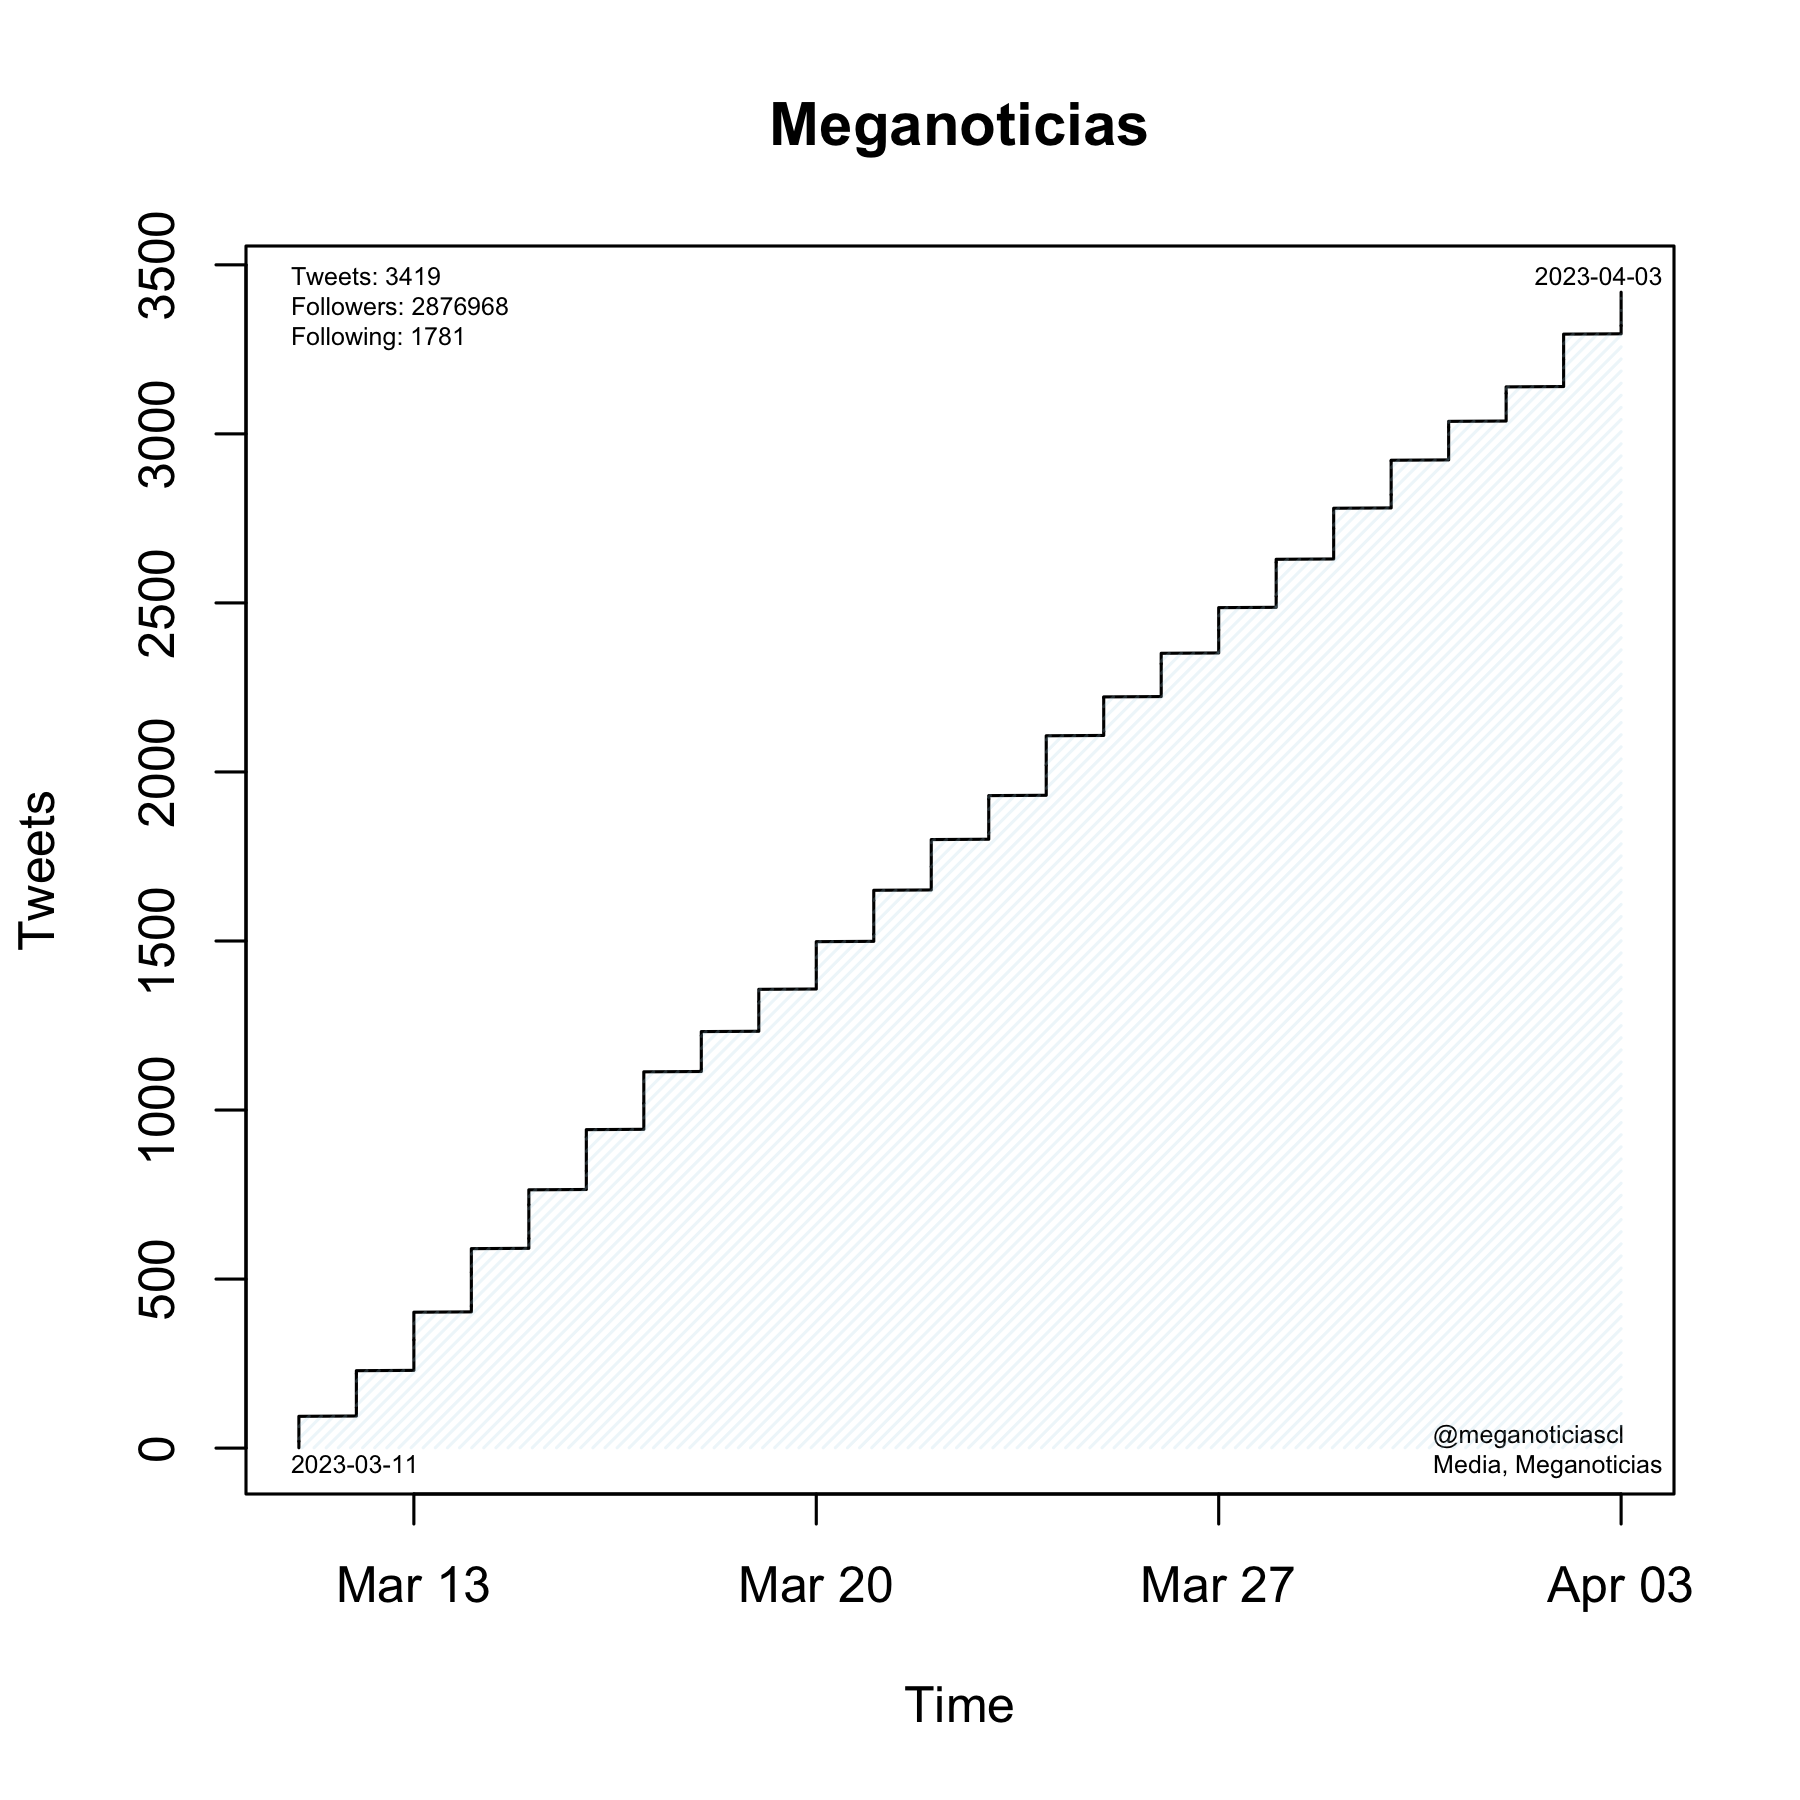 Meganoticias
Tweets: 3419
Followers: 2876968
Following: 1781
2023-04-03
3500
3000
2500
2000
1500
1000
500
0
Tweets
2023-03-11
@meganoticiascl
Media, Meganoticias
Mar 13
Mar 20
Mar 27
Apr 03
Time